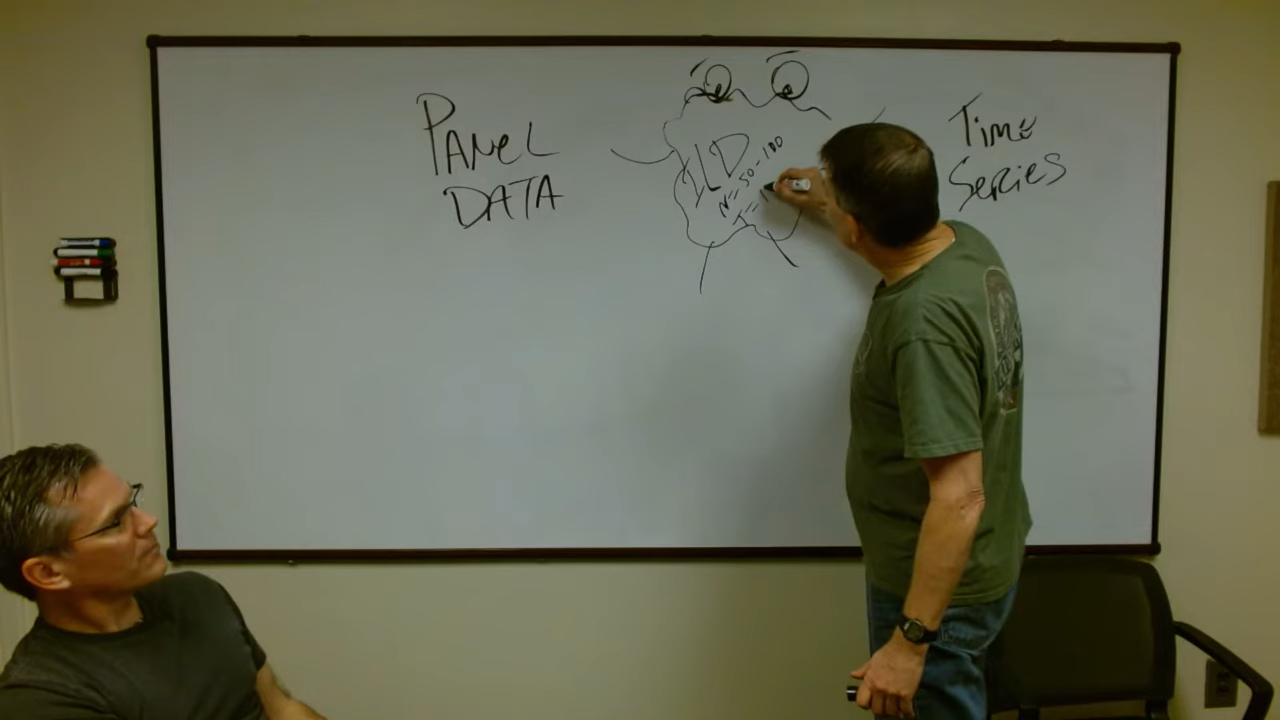 PANEL
DATA
ILD
N=50-100
T=
TIME
SERIES